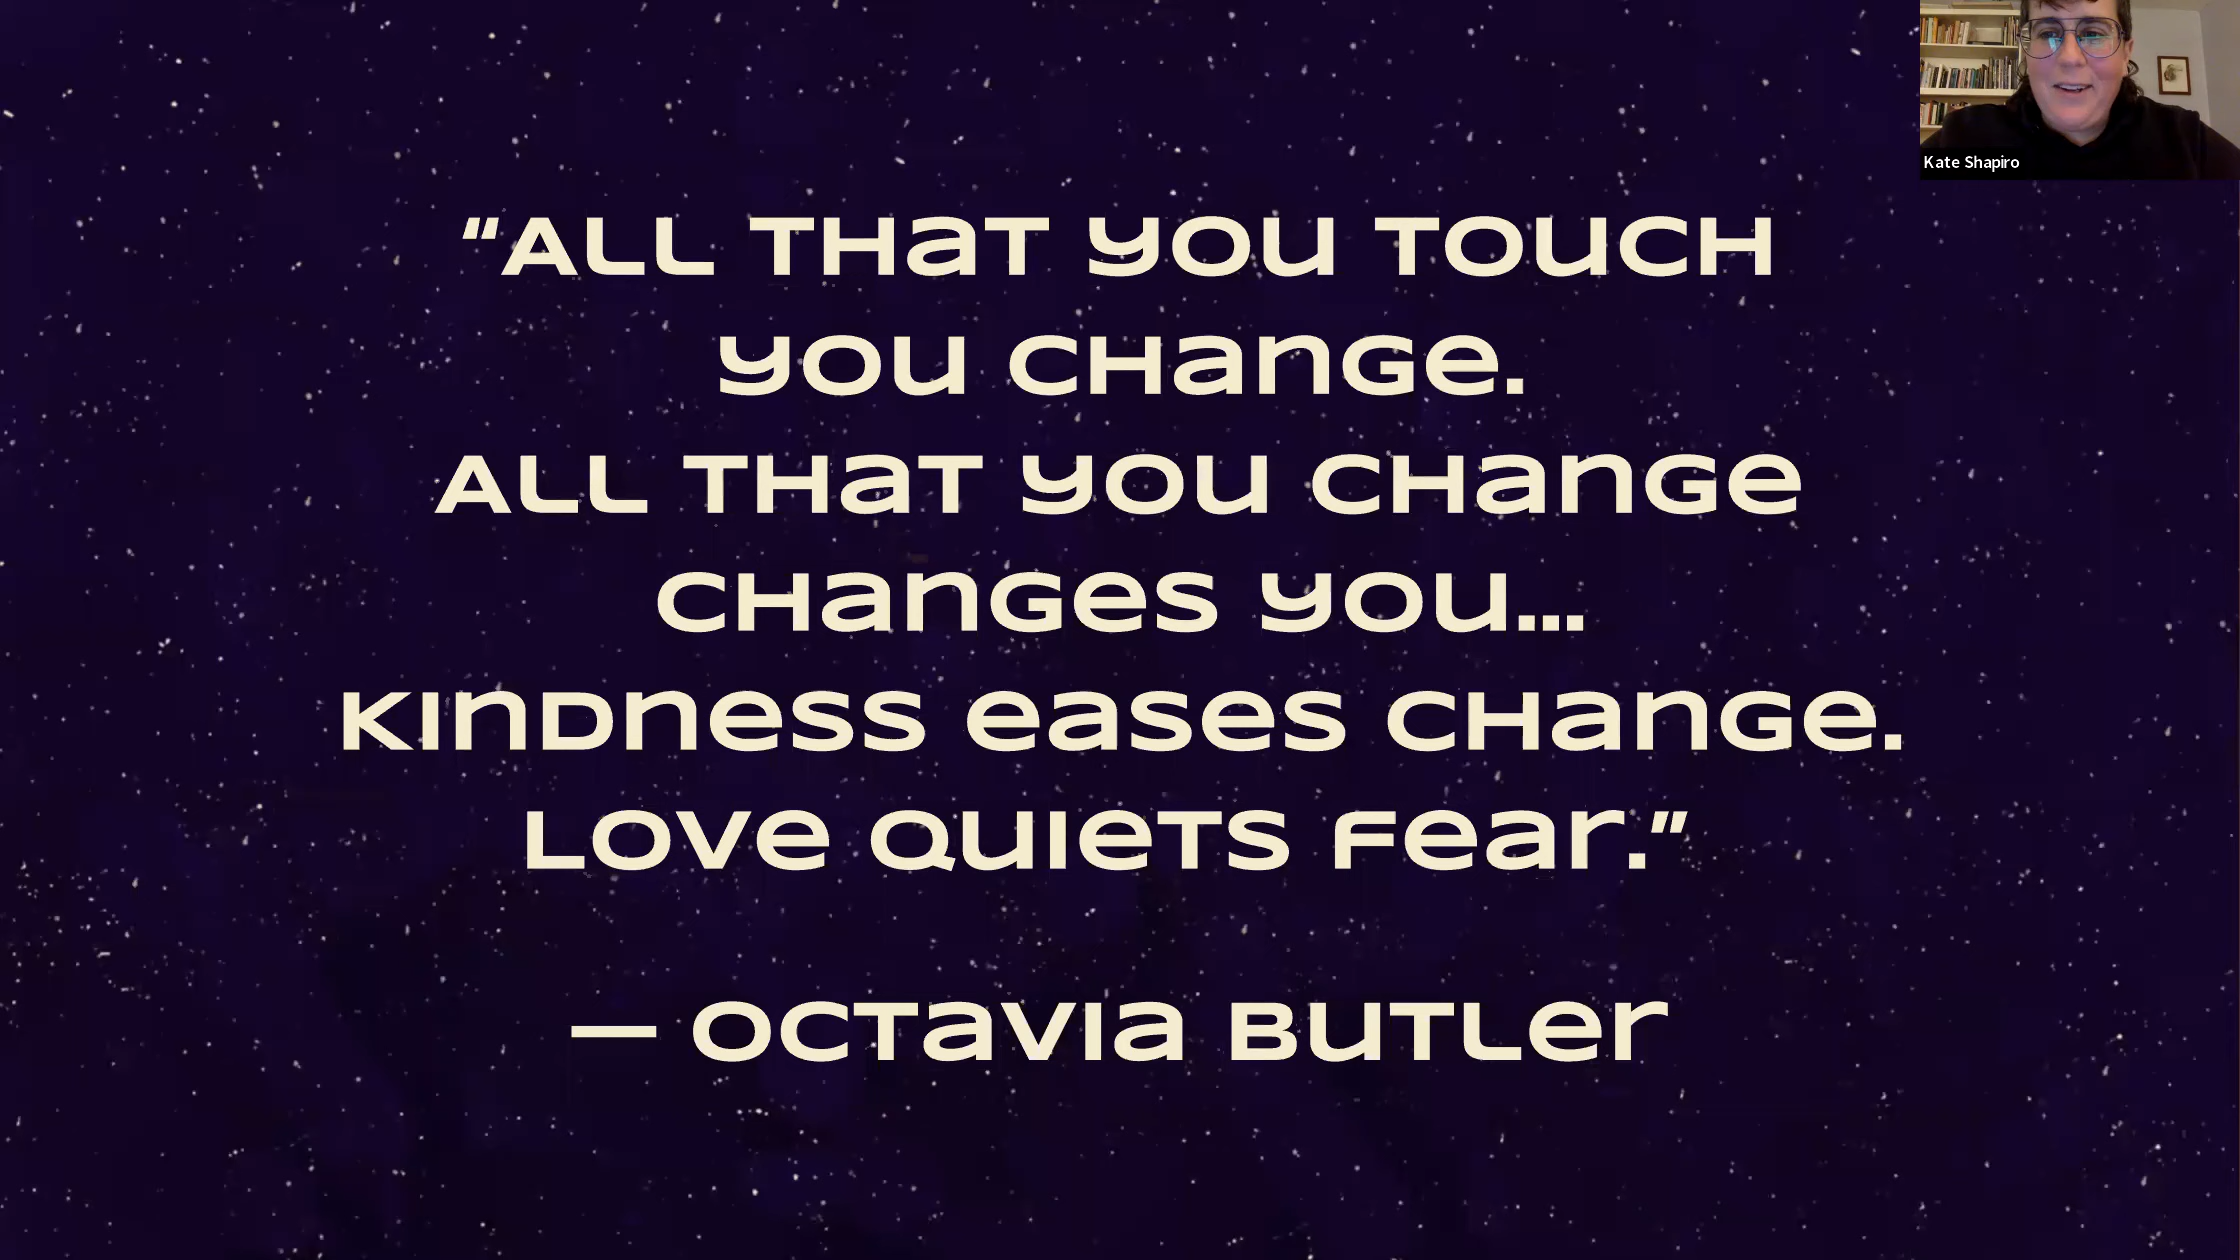 “ALL THAT YOU TOUCH
YOU CHANGE.
ALL THAT YOU CHANGE
CHANGES YOU...
KINDNESS EASES CHANGE.
LOVE QUIETS FEAR.”
— OCTAVIA BUTLER
Kate Shapiro